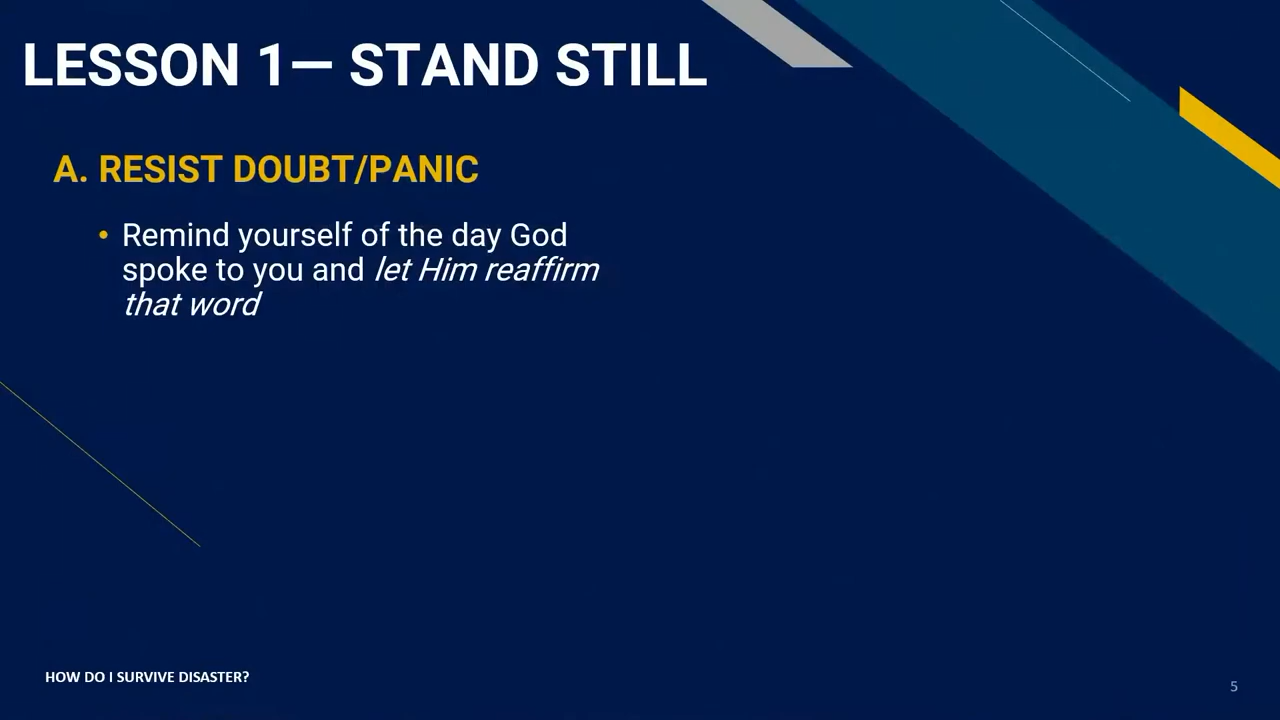 LESSON 1— STAND STILL
A. RESIST DOUBT/PANIC
• Remind yourself of the day God
spoke to you and let Him reaffirm
that word
HOW DO I SURVIVE DISASTER?
5